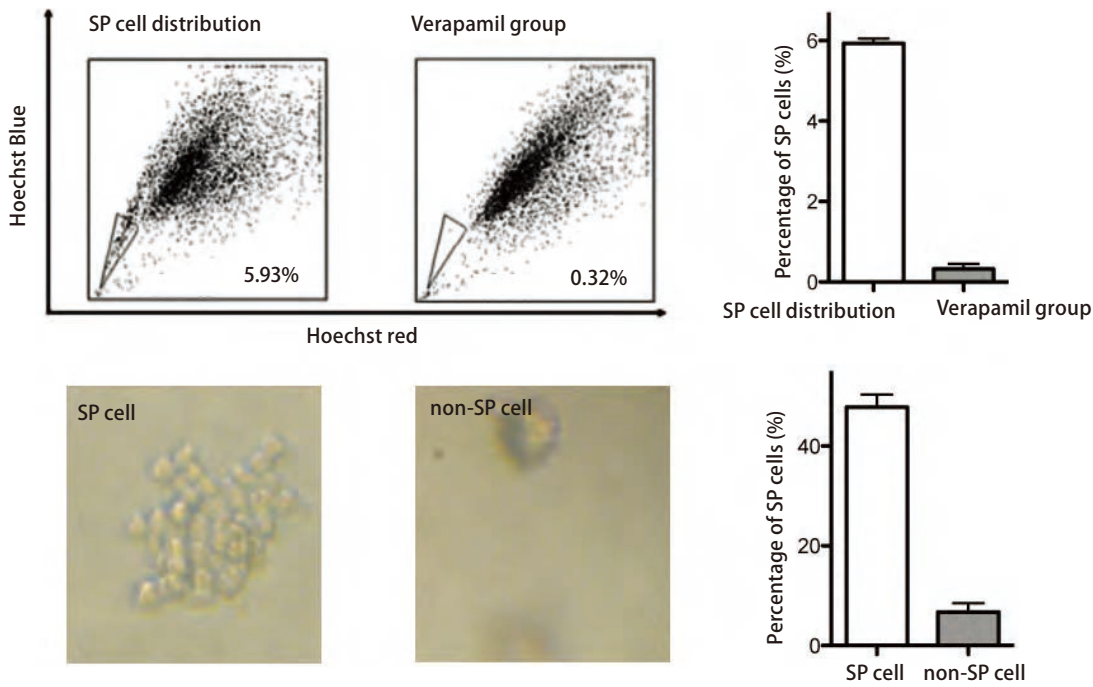 SP cell distribution
Verapamil group
Hoechst Blue
5.93%
0.32%
Hoechst red
Percentage of SP cells (%)
6
4
2
0
SP cell distribution
Verapamil group
SP cell
non-SP cell
Percentage of SP cells (%)
40
20
0
SP cell
non-SP cell